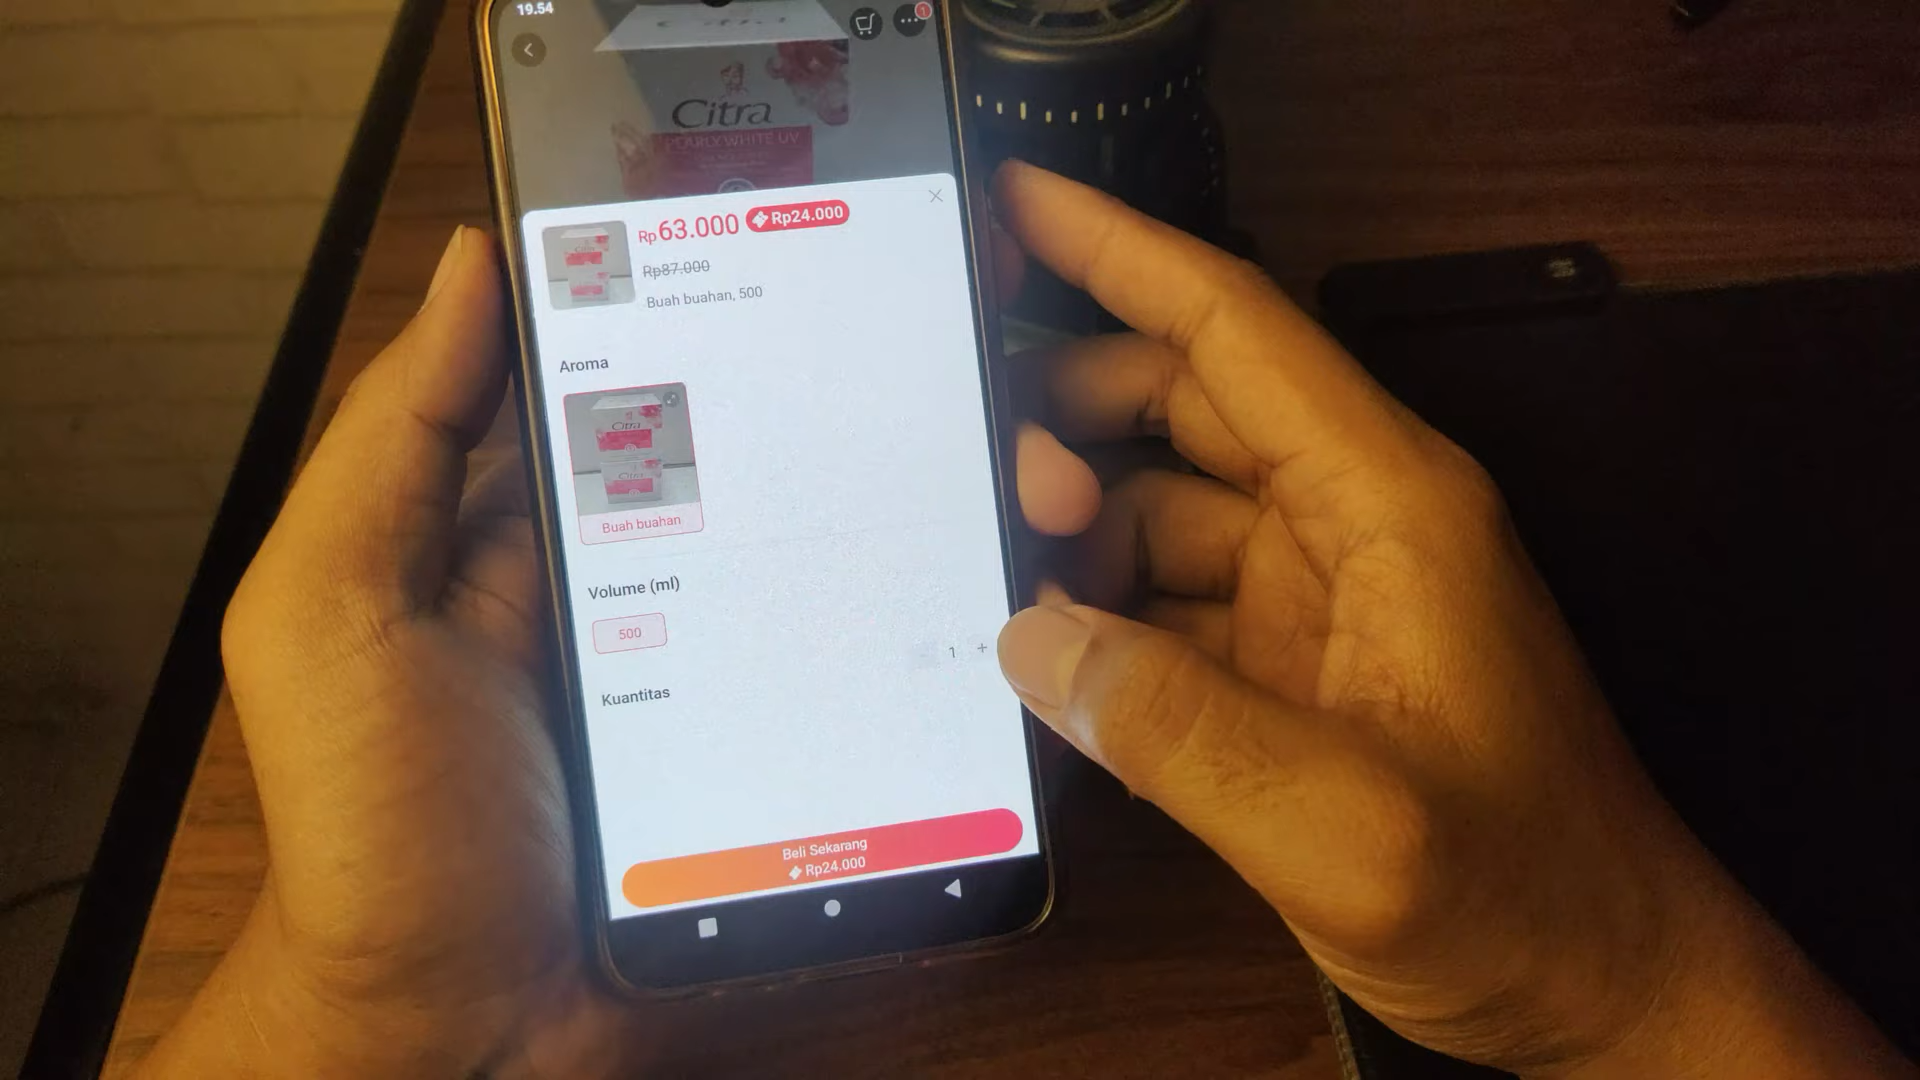 19.54
1
Citra
PEARLY WHITE UV
Rp63.000 Rp24.000
Rp87.000
Buah buahan, 500
Aroma
Citra
Citra
Buah buahan
Volume (ml)
500
1 +
Kuantitas
Beli Sekarang
Rp24.000